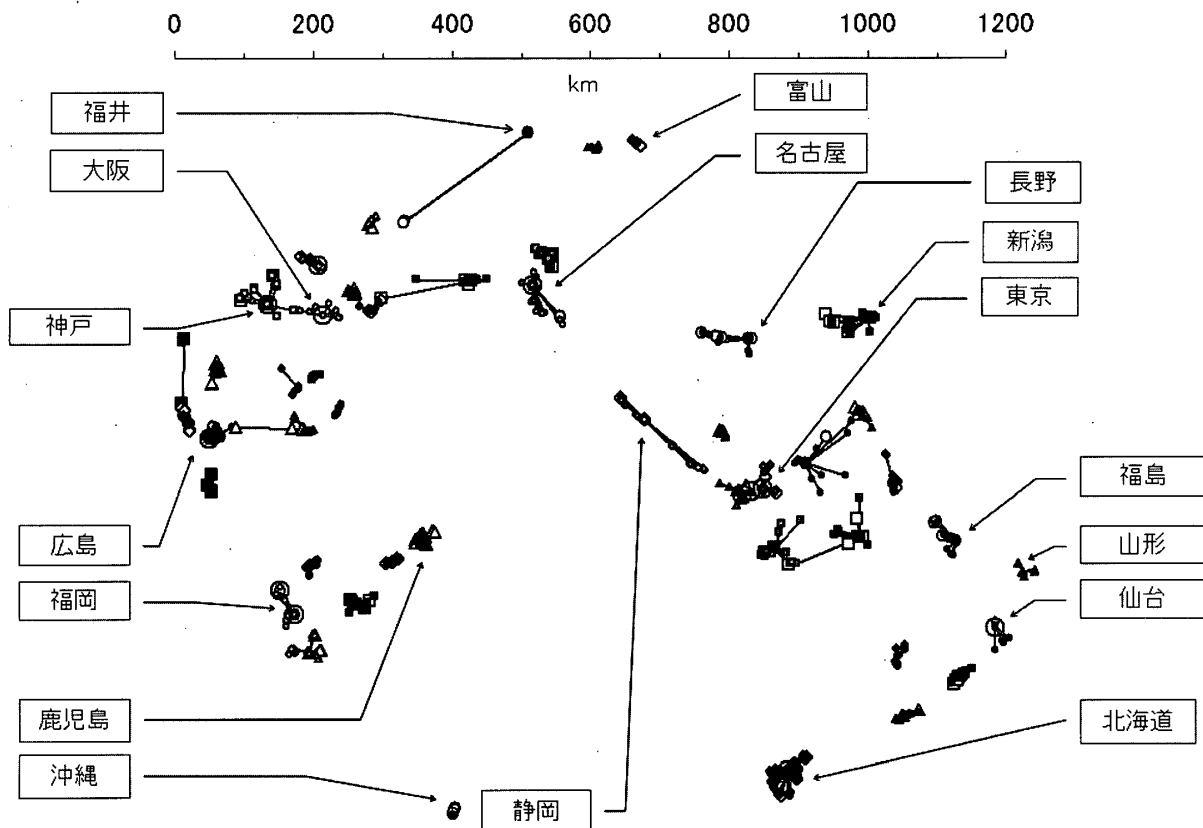 0 200 400 600 800 1000 1200
km
福井
富山
大阪
名古屋
長野
新潟
東京
神戸
広島
福島
山形
福岡
仙台
鹿児島
北海道
沖縄
静岡